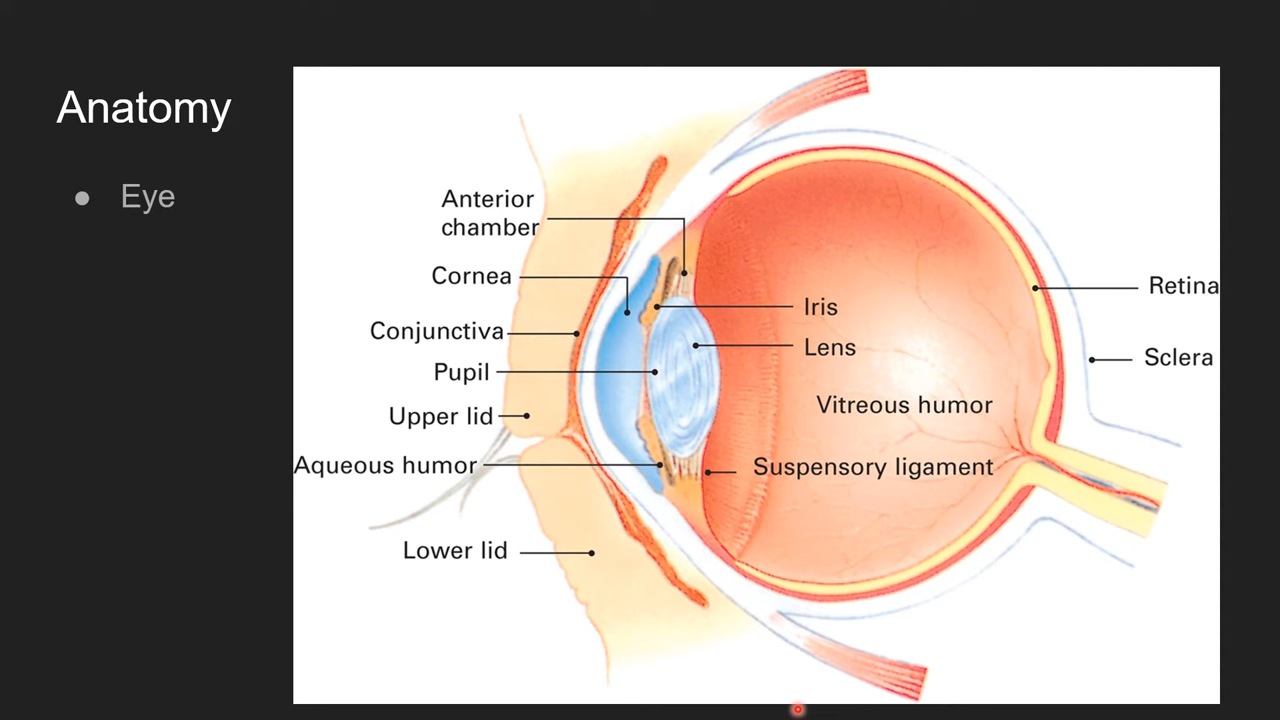 Anatomy
● Eye
Anterior
chamber
Cornea
Conjunctiva
Pupil
Upper lid
Aqueous humor
Lower lid
Iris
Lens
Vitreous humor
Suspensory ligament
Retina
Sclera